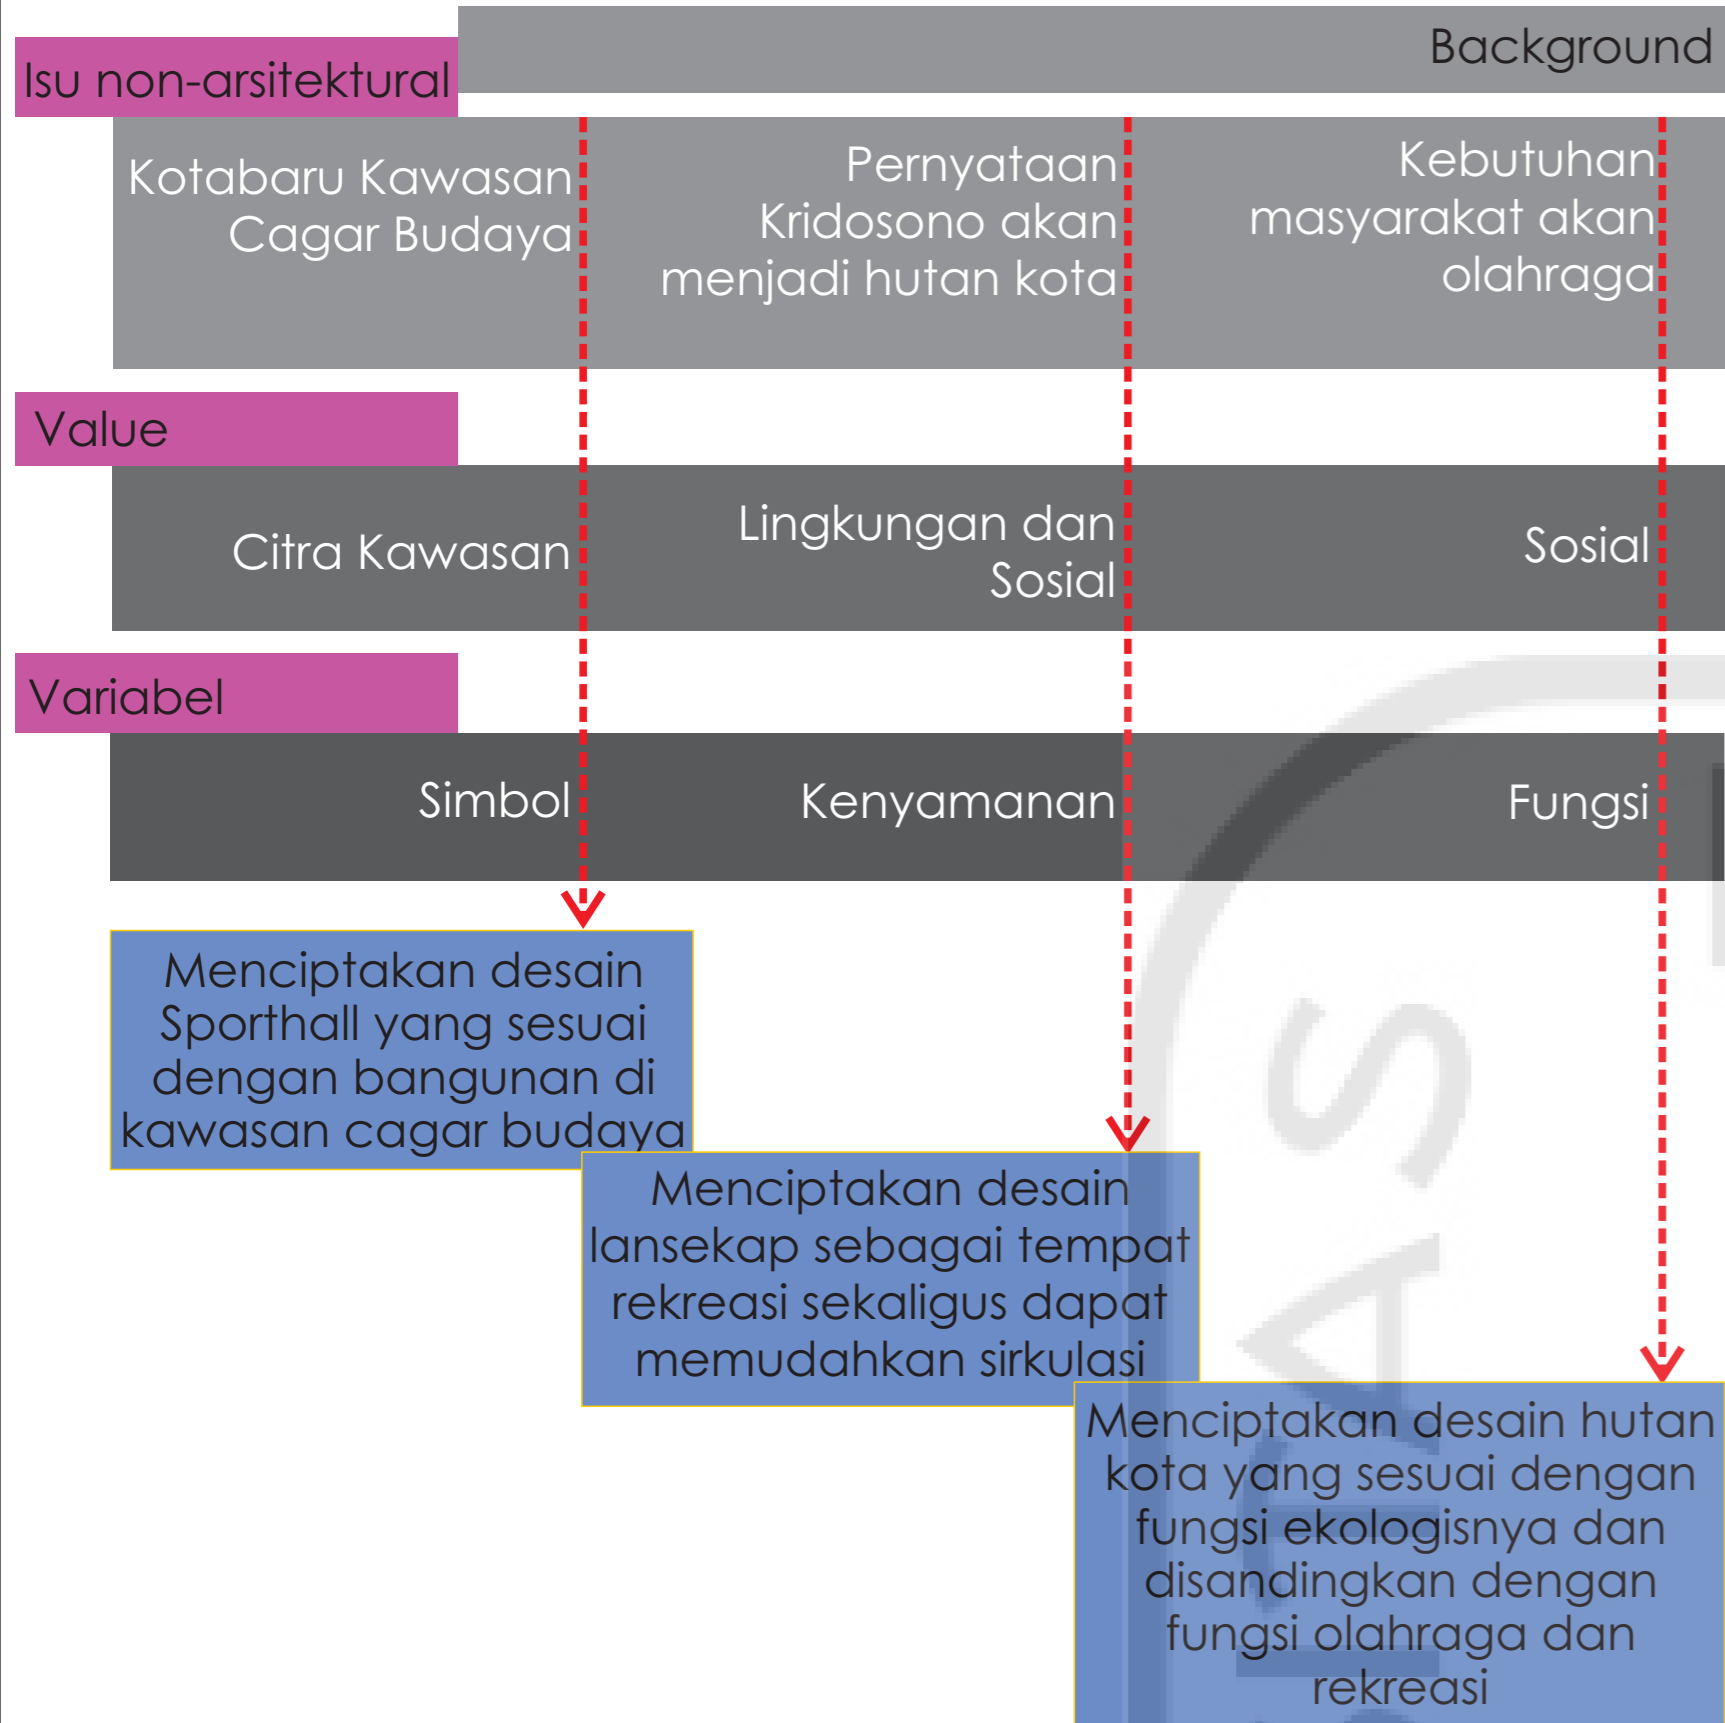 Background
Isu non-arsitektural
Kotabaru Kawasan
Cagar Budaya
Pernyataan
Kridosono akan
menjadi hutan kota
Kebutuhan
masyarakat akan
olahraga
Value
Citra Kawasan
Lingkungan dan
Sosial
Sosial
Variabel
Simbol
Kenyamanan
Fungsi
Menciptakan desain
Sporthall yang sesuai
dengan bangunan di
kawasan cagar budaya
Menciptakan desain
lansekap sebagai tempat
rekreasi sekaligus dapat
memudahkan sirkulasi
Menciptakan desain hutan
kota yang sesuai dengan
fungsi ekologisnya dan
disandingkan dengan
fungsi olahraga dan
rekreasi